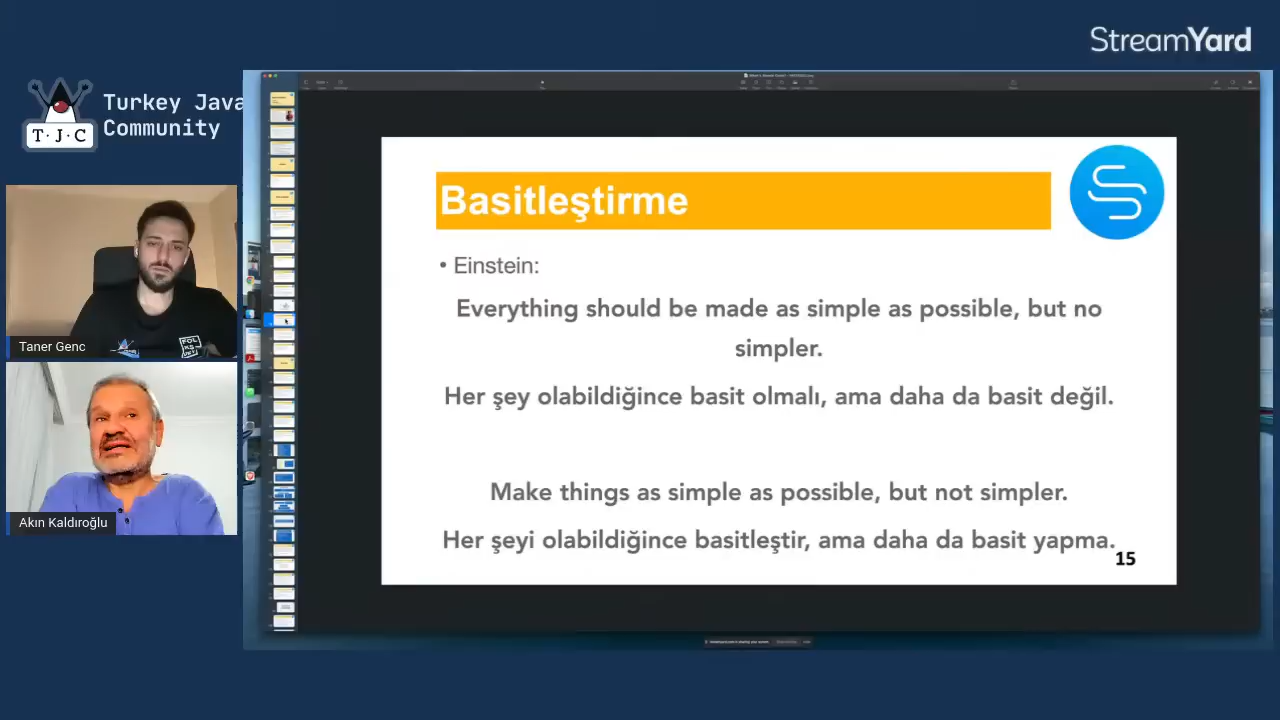 StreamYard
Turkey Java
Community
T·J·C
Taner Genc
Akın Kaldıroğlu
Basitleştirme
• Einstein:
Everything should be made as simple as possible, but no
simpler.
Her şey olabildiğince basit olmalı, ama daha da basit değil.
Make things as simple as possible, but not simpler.
Her şeyi olabildiğince basitleştir, ama daha da basit yapma.
15